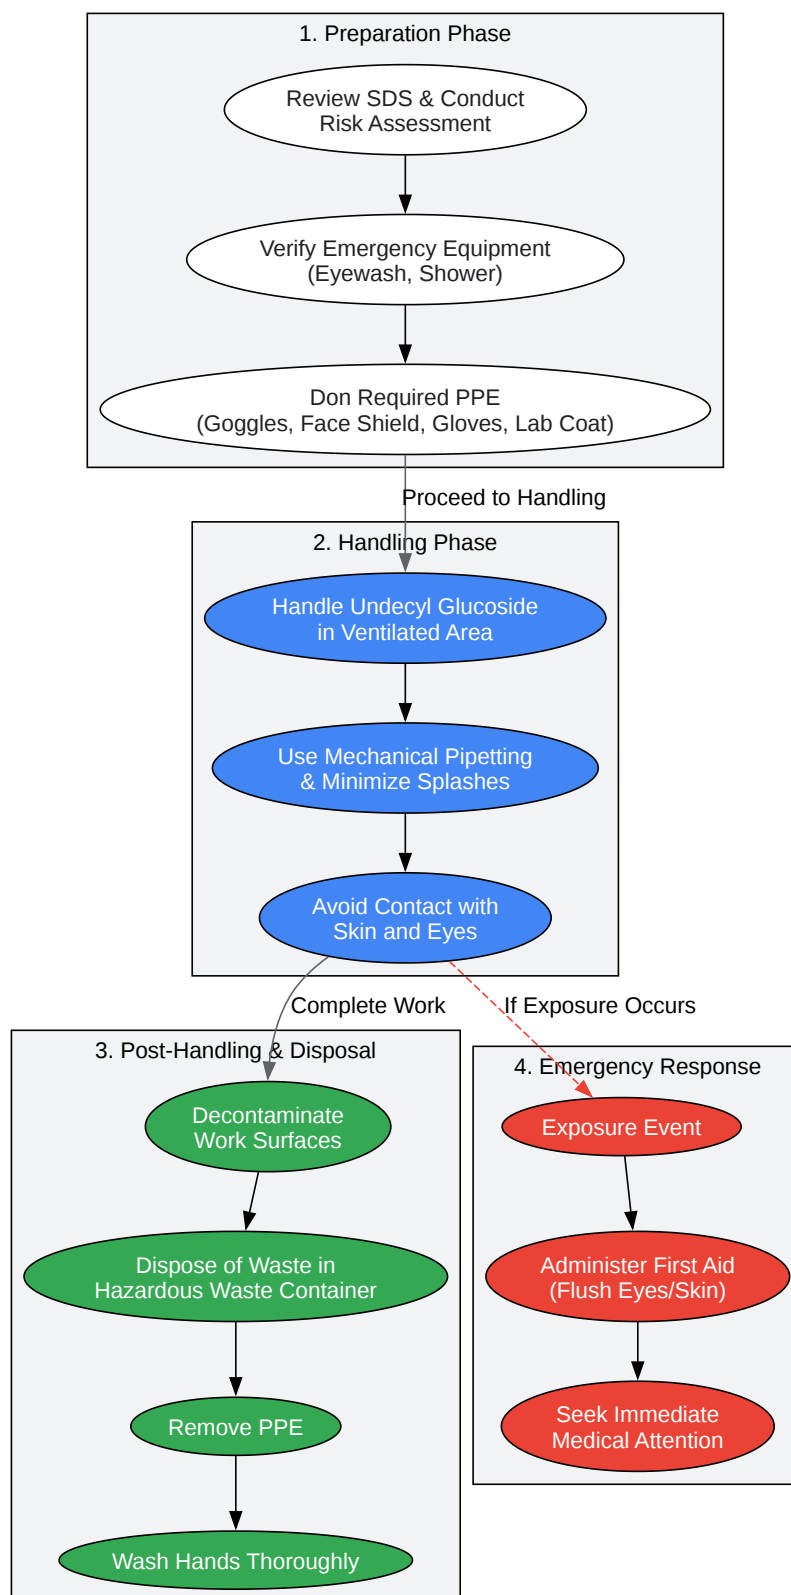 1. Preparation Phase
Review SDS & Conduct
Risk Assessment
Verify Emergency Equipment
(Eyewash, Shower)
Don Required PPE
(Goggles, Face Shield, Gloves, Lab Coat)
Proceed to Handling
2. Handling Phase
Handle Undecyl Glucoside
in Ventilated Area
Use Mechanical Pipetting
& Minimize Splashes
Avoid Contact with
Skin and Eyes
Complete Work
If Exposure Occurs
3. Post-Handling & Disposal
Decontaminate
Work Surfaces
Dispose of Waste in
Hazardous Waste Container
Remove PPE
Wash Hands Thoroughly
4. Emergency Response
Exposure Event
Administer First Aid
(Flush Eyes/Skin)
Seek Immediate
Medical Attention